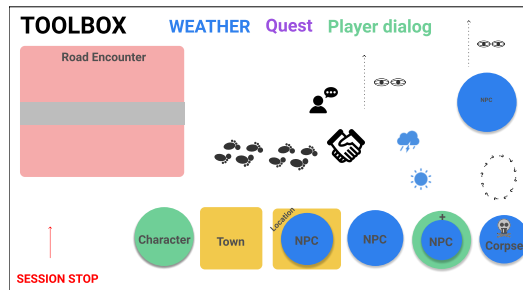 TOOLBOX
WEATHER
Quest
Player dialog
Road Encounter
NPC
Location
Character
Town
NPC
NPC
+
NPC
Corpse
SESSION STOP